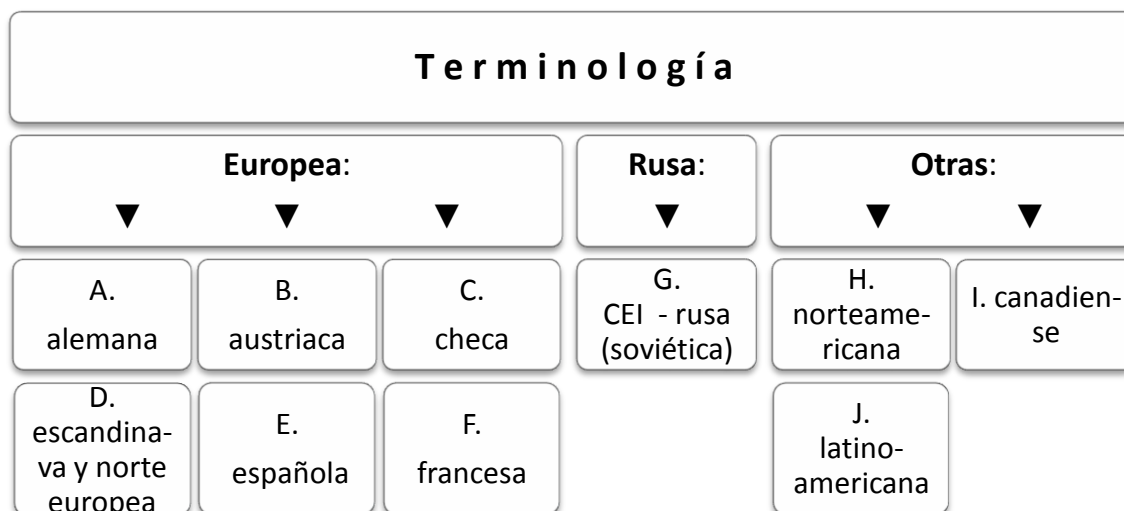 Terminología
Europea:
▼ ▼ ▼
Rusa:
▼
Otras:
▼ ▼
A.
alemana
B.
austriaca
C.
checa
G.
CEI - rusa
(soviética)
H.
norteame-
ricana
I. canadien-
se
D.
escandina-
va y norte
europea
E.
española
F.
francesa
J.
latino-
americana